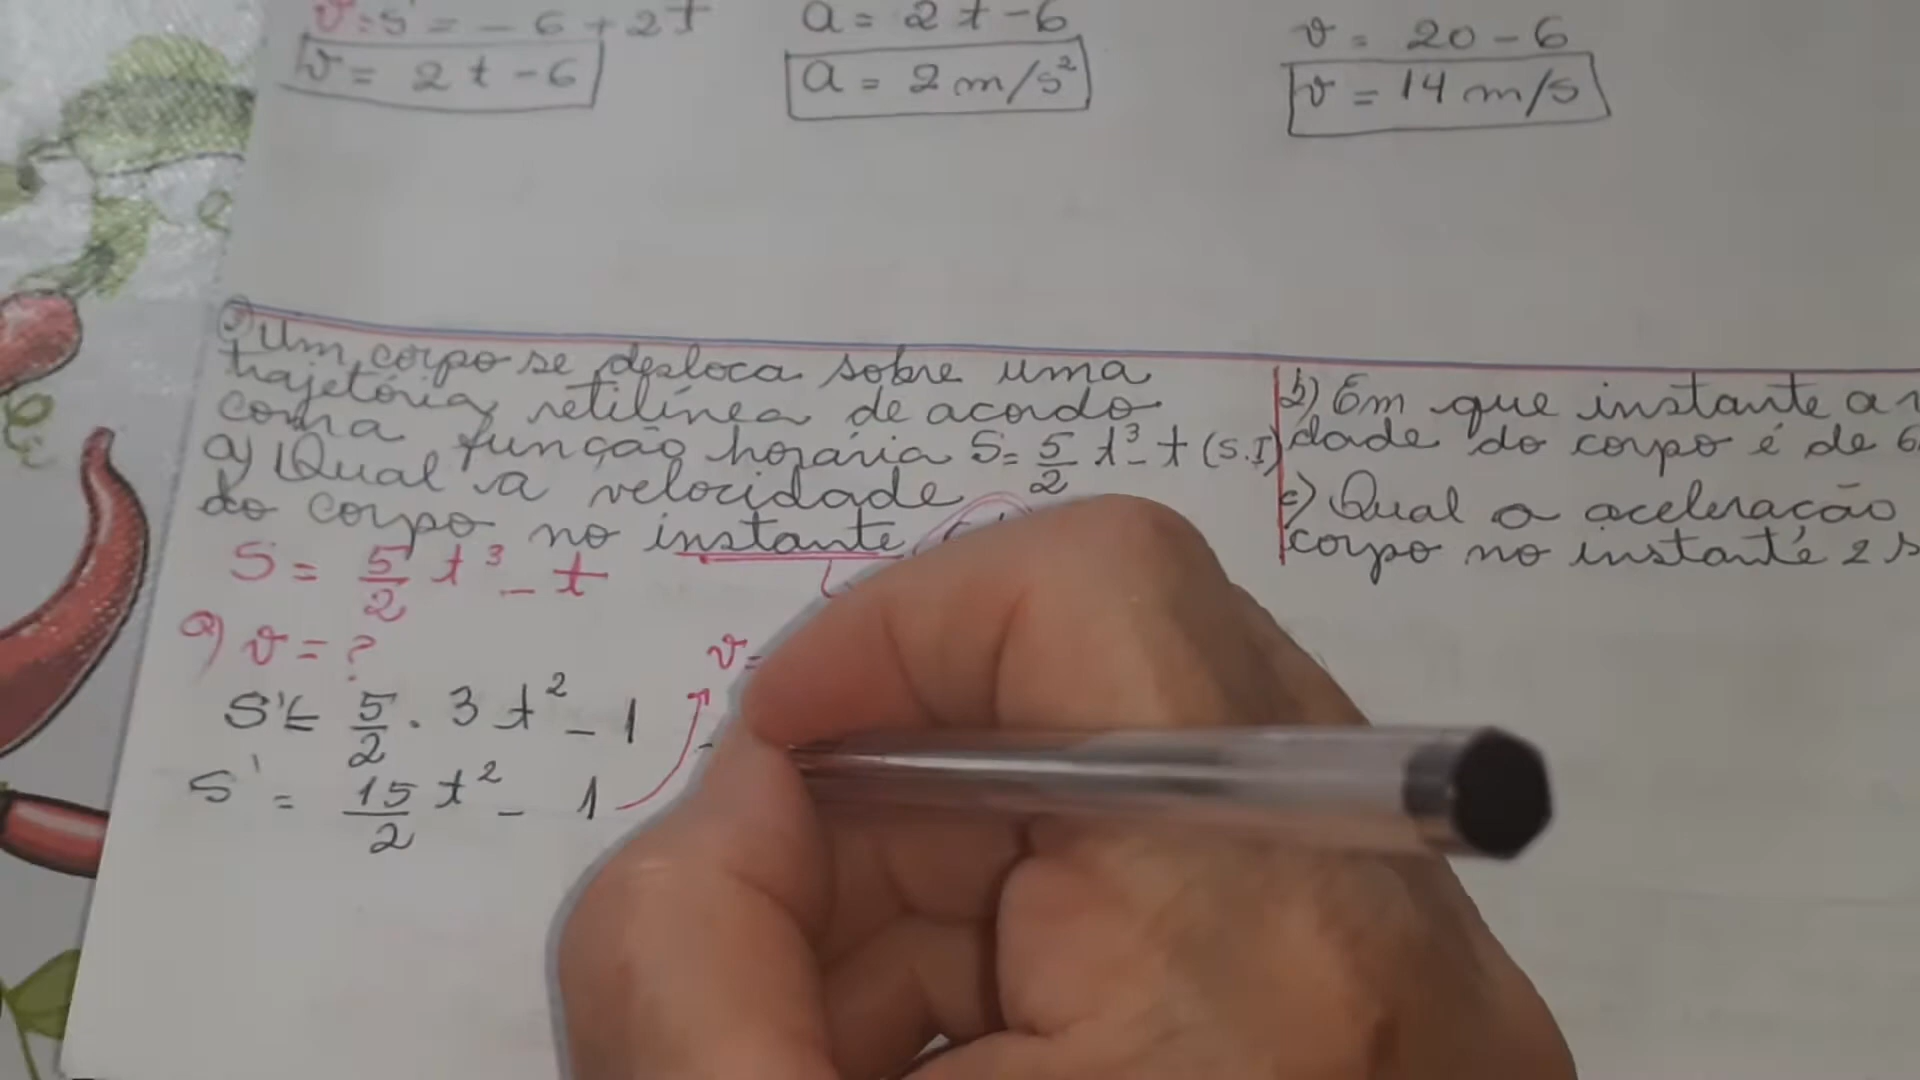 v = s' = - 6 + 2t
v = 2t - 6
a = 2t - 6
a = 2 m/s²
v = 20 - 6
v = 14 m/s
Um corpo se desloca sobre uma
trajetória retilínea de acordo
com a função horária S = 5/2 t³ - t (S.I)
a) Qual a velocidade
do corpo no instante
S = 5/2 t³ - t
a) v = ?
S' = 5/2 . 3t² - 1
S' = 15/2 t² - 1
v =
b) Em que instante a
dade do corpo é de
c) Qual a aceleração
corpo no instante 2 s